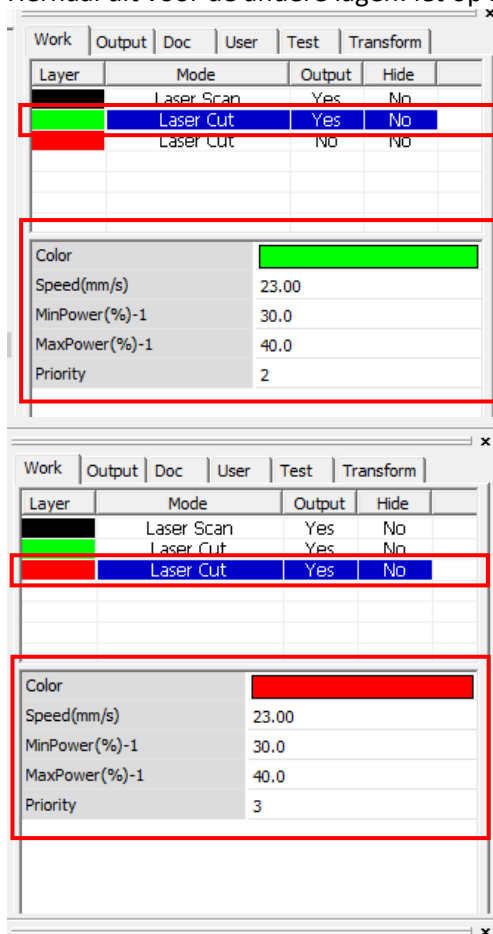 Herhaal dit voor de andere lagen. let op
x
Work Output Doc User Test Transform
Layer Mode Output Hide
Laser Scan Yes No
Laser Cut Yes No
Laser Cut No No
Color
Speed(mm/s) 23.00
MinPower(%)-1 30.0
MaxPower(%)-1 40.0
Priority 2
x
Work Output Doc User Test Transform
Layer Mode Output Hide
Laser Scan Yes No
Laser Cut Yes No
Laser Cut Yes No
Color
Speed(mm/s) 23.00
MinPower(%)-1 30.0
MaxPower(%)-1 40.0
Priority 3
x